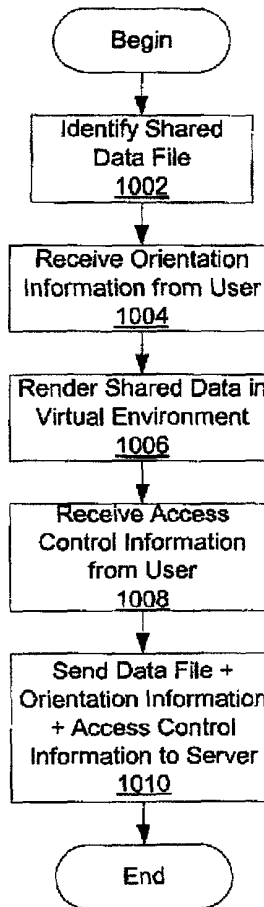 Begin
Identify Shared
Data File
1002
Receive Orientation
Information from User
1004
Render Shared Data in
Virtual Environment
1006
Receive Access
Control Information
from User
1008
Send Data File +
Orientation Information
+ Access Control
Information to Server
1010
End